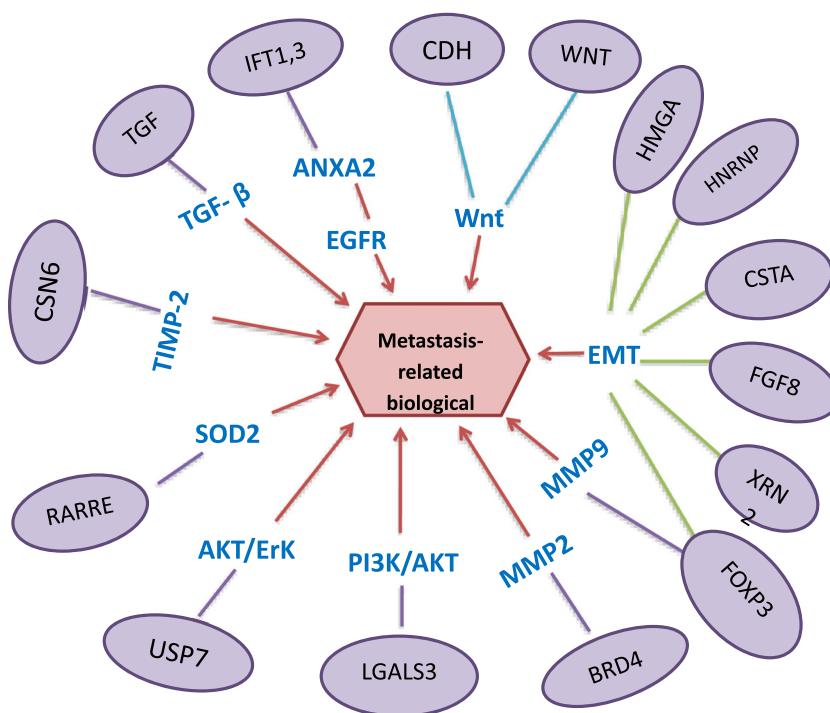 IFT1,3
CDH
WNT
TGF
HMGA
HNRNP
ANXA2
TGF- β
Wnt
EGFR
CSN6
CSTA
TIMP-2
Metastasis-
related
biological
EMT
FGF8
SOD2
MMP9
XRN
2
RARRE
AKT/ErK
PI3K/AKT
MMP2
FOXP3
USP7
LGALS3
BRD4